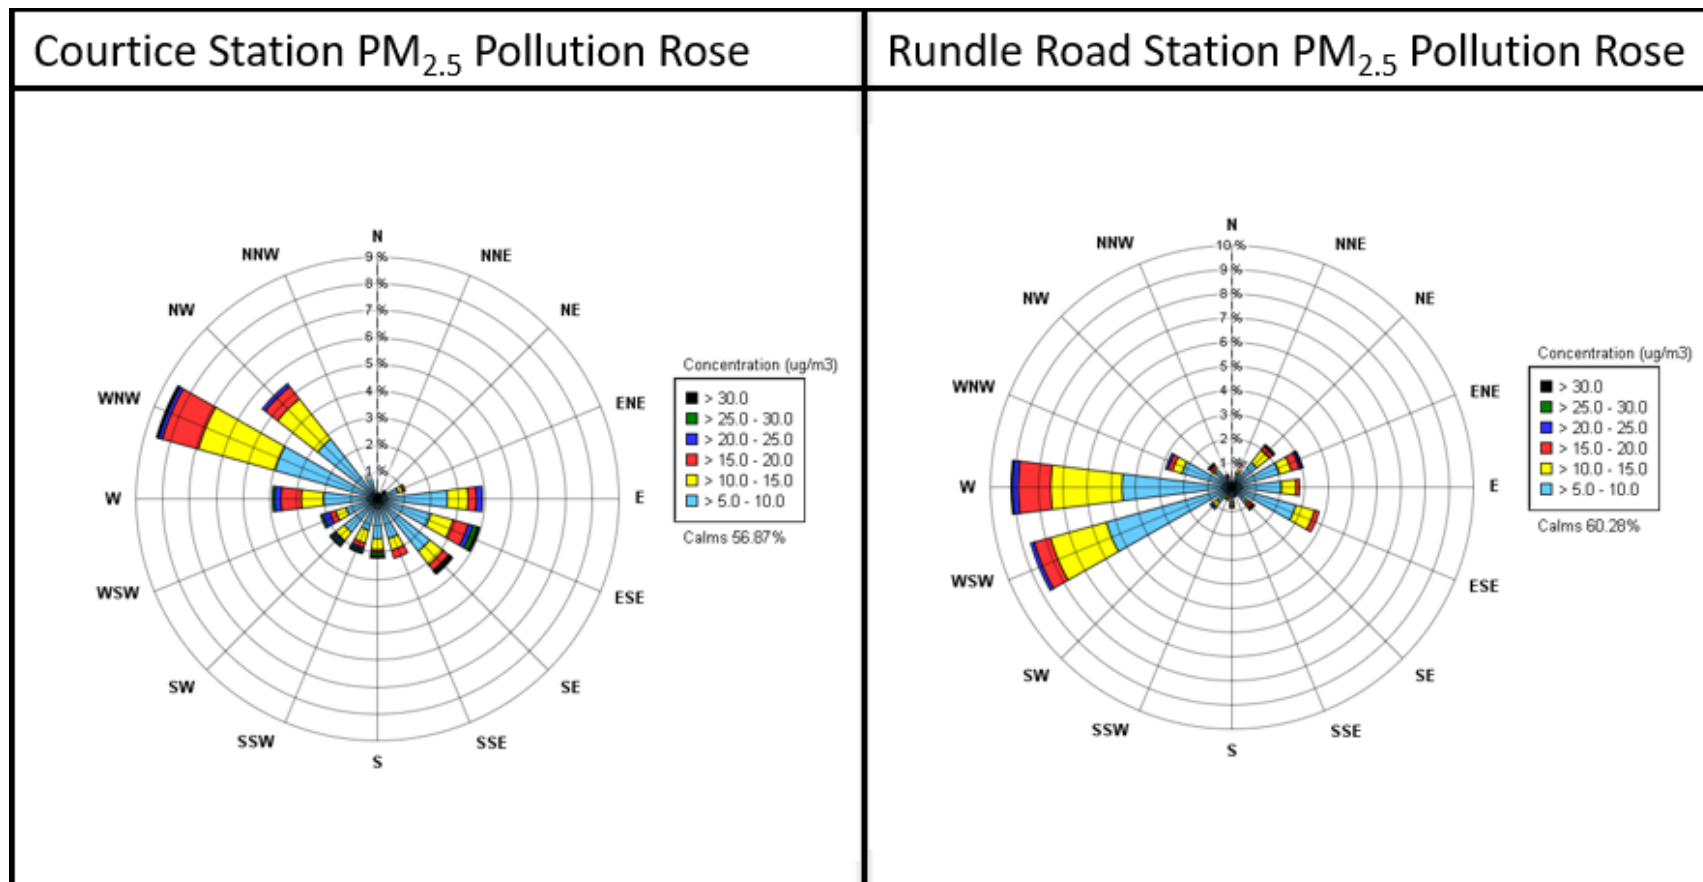 Courtice Station PM2.5 Pollution Rose
N
NNW
NNE
9 %
8 %
NW
NE
7 %
6 %
5 %
WNW
4 %
ENE
3 %
2 %
1 %
W
E
WSW
ESE
SW
SE
SSW
SSE
S
Concentration (ug/m3)
> 30.0
> 25.0 - 30.0
> 20.0 - 25.0
> 15.0 - 20.0
> 10.0 - 15.0
> 5.0 - 10.0
Calms 56.87%
Rundle Road Station PM2.5 Pollution Rose
N
NNW
NNE
10 %
9 %
NW
NE
8 %
7 %
6 %
5 %
WNW
4 %
ENE
3 %
2 %
1 %
W
E
WSW
ESE
SW
SE
SSW
SSE
S
Concentration (ug/m3)
> 30.0
> 25.0 - 30.0
> 20.0 - 25.0
> 15.0 - 20.0
> 10.0 - 15.0
> 5.0 - 10.0
Calms 60.28%